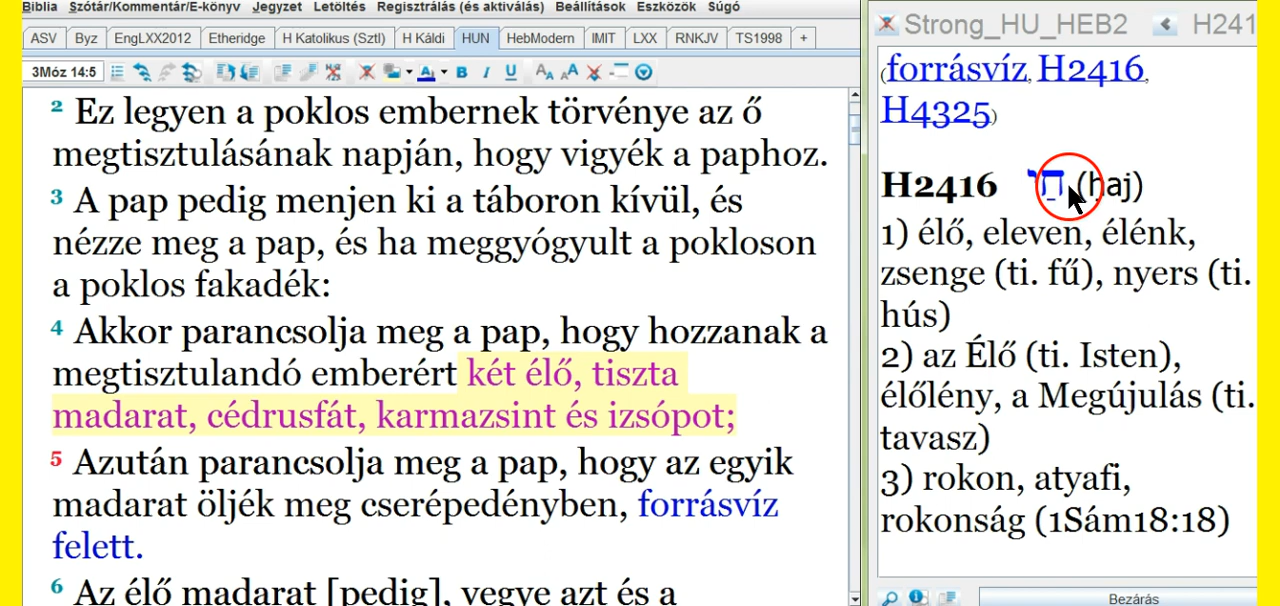 Biblia Szótár/Kommentár/E-könyv Jegyzet Letöltés Regisztrálás (és aktiválás) Beállítások Eszközök Súgó
ASV Byz EngLXX2012 Etheridge H Katolikus (Sztl) H Káldi HUN HebModern IMIT LXX RNKJV TS1998 +
3Móz 14:5
2 Ez legyen a poklos embernek törvénye az ő
megtisztulásának napján, hogy vigyék a paphoz.
3 A pap pedig menjen ki a táboron kívül, és
nézze meg a pap, és ha meggyógyult a pokloson
a poklos fakadék:
4 Akkor parancsolja meg a pap, hogy hozzanak a
megtisztulandó emberért két élő, tiszta
madarat, cédrusfát, karmazsint és izsópot;
5 Azután parancsolja meg a pap, hogy az egyik
madarat öljék meg cserépedényben, forrásvíz
felett.
6 Az élő madarat [pedig], vegye azt és a
Strong_HU_HEB2 H241
(forrásvíz, H2416,
H4325)
H2416 חַי (ḥaj)
1) élő, eleven, élénk,
zsenge (ti. fű), nyers (ti.
hús)
2) az Élő (ti. Isten),
élőlény, a Megújulás (ti.
tavasz)
3) rokon, atyafi,
rokonság (1Sám18:18)
Bezárás